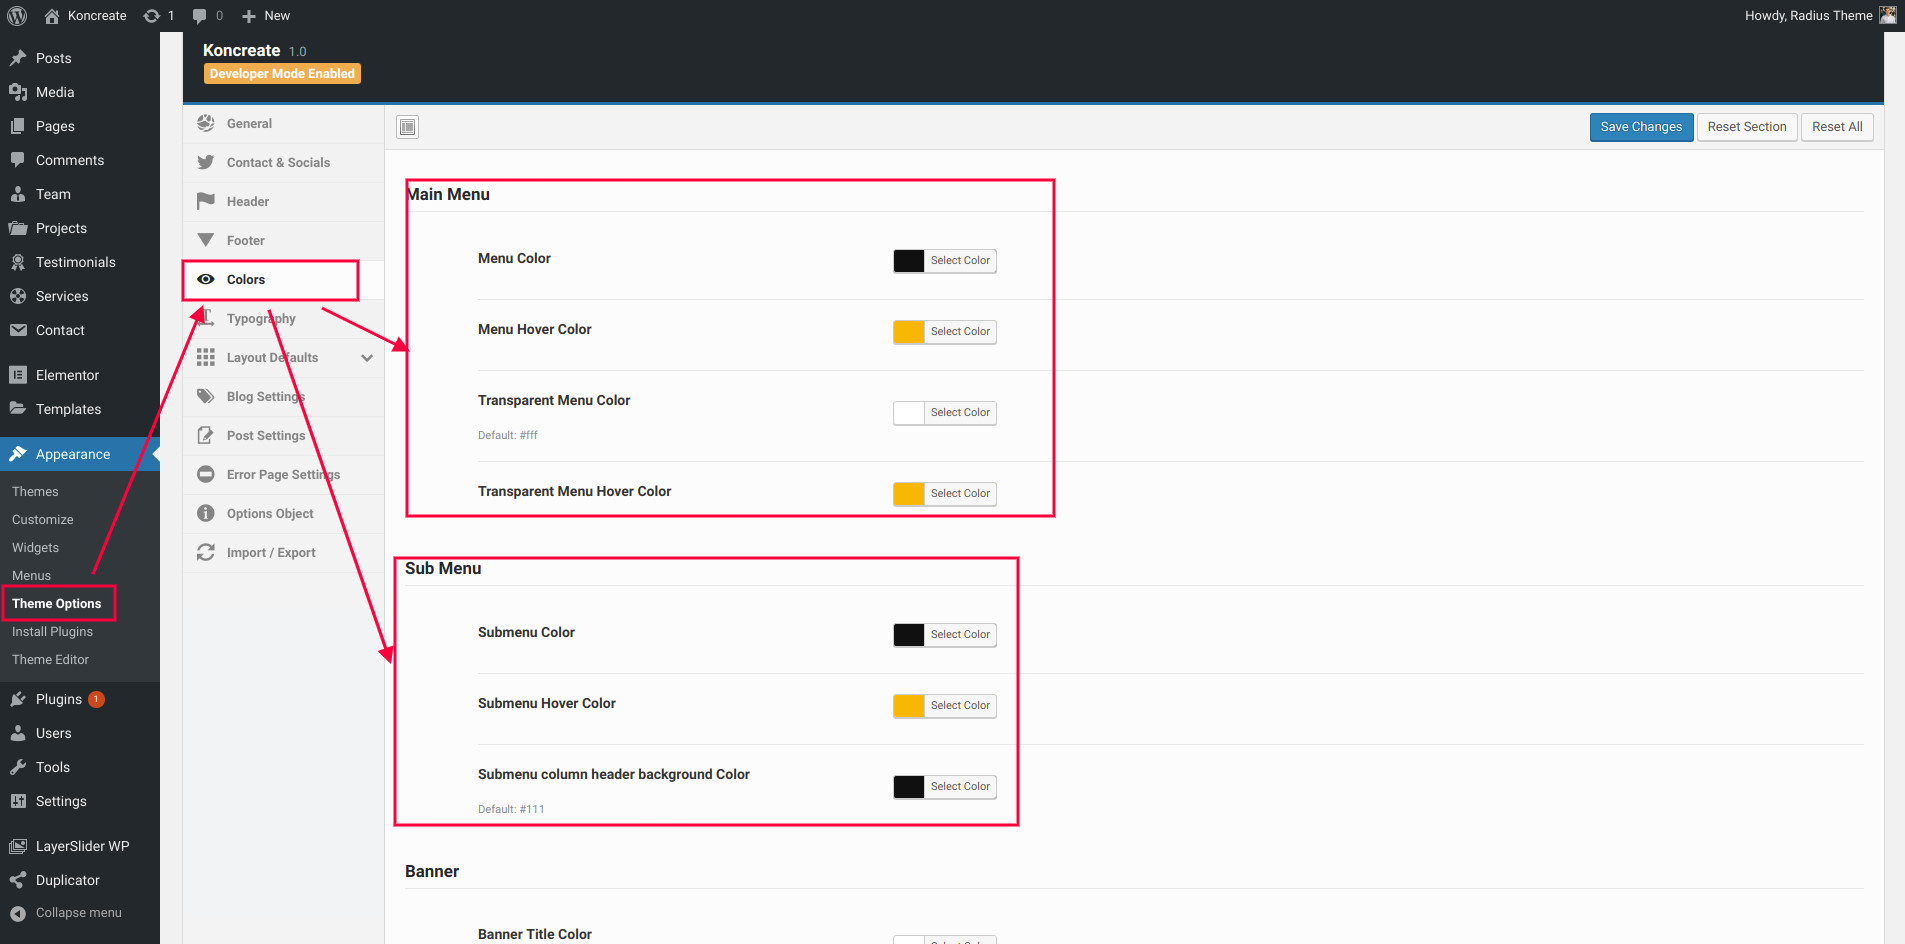 Koncreate
1
0
New
Howdy, Radius Theme
Posts
Media
Pages
Comments
Team
Projects
Testimonials
Services
Contact
Elementor
Templates
Appearance
Themes
Customize
Widgets
Menus
Theme Options
Install Plugins
Theme Editor
Plugins 1
Users
Tools
Settings
LayerSlider WP
Duplicator
Collapse menu
Koncreate 1.0
Developer Mode Enabled
General
Contact & Socials
Header
Footer
Colors
Typography
Layout Defaults
Blog Settings
Post Settings
Error Page Settings
Options Object
Import / Export
Save Changes
Reset Section
Reset All
Main Menu
Menu Color
Select Color
Menu Hover Color
Select Color
Transparent Menu Color
Select Color
Default: #fff
Transparent Menu Hover Color
Select Color
Sub Menu
Submenu Color
Select Color
Submenu Hover Color
Select Color
Submenu column header background Color
Select Color
Default: #111
Banner
Banner Title Color
Select Color